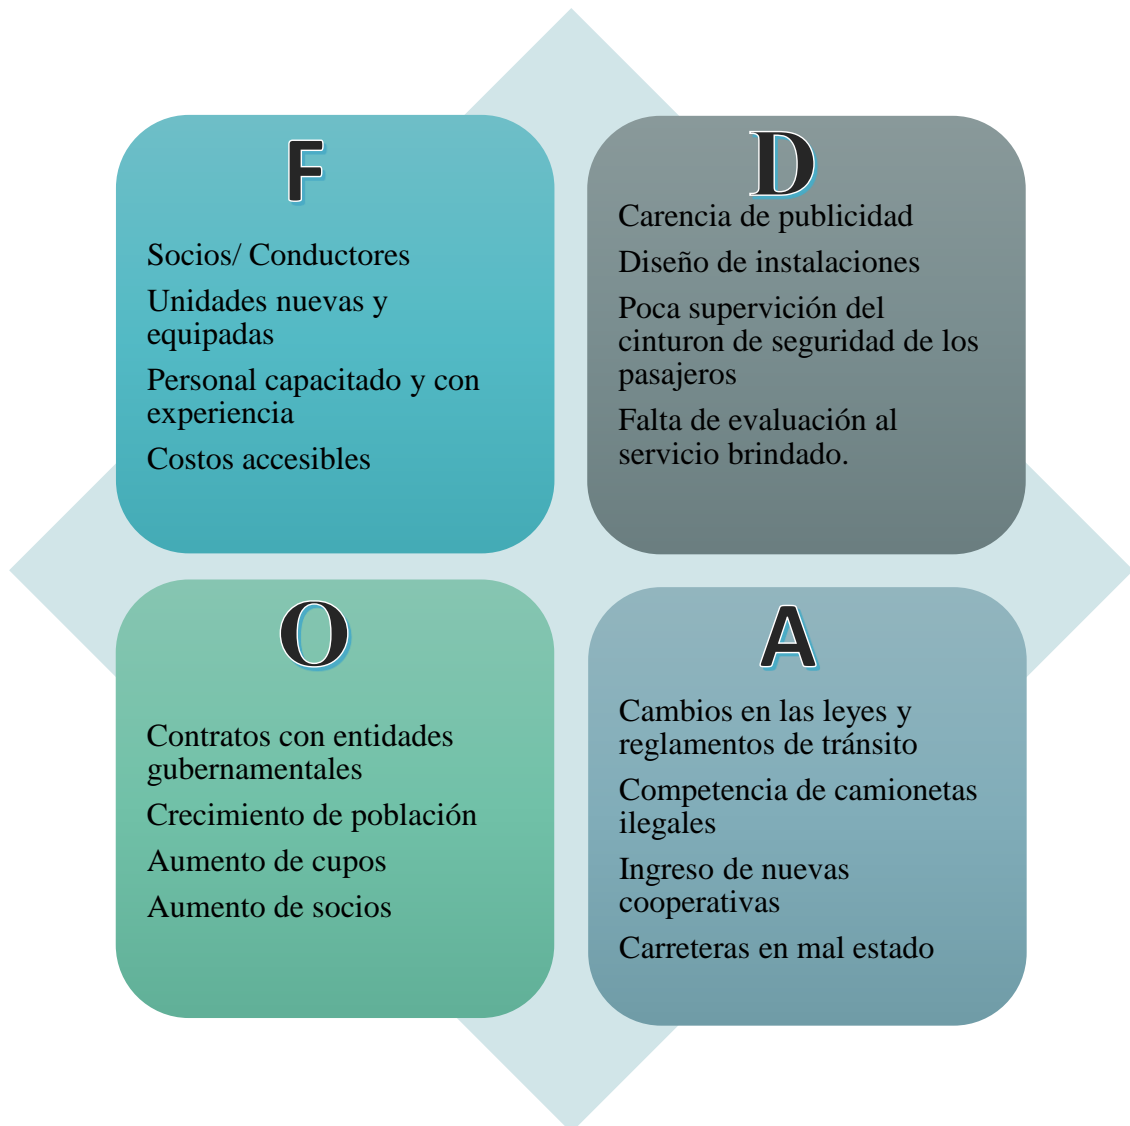 F
Socios/ Conductores
Unidades nuevas y
equipadas
Personal capacitado y con
experiencia
Costos accesibles
D
Carencia de publicidad
Diseño de instalaciones
Poca supervición del
cinturon de seguridad de los
pasajeros
Falta de evaluación al
servicio brindado.
O
Contratos con entidades
gubernamentales
Crecimiento de población
Aumento de cupos
Aumento de socios
A
Cambios en las leyes y
reglamentos de tránsito
Competencia de camionetas
ilegales
Ingreso de nuevas
cooperativas
Carreteras en mal estado